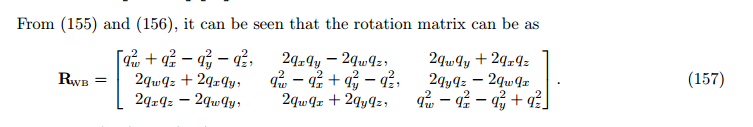 From (155) and (156), it can be seen that the rotation matrix can be as
R_WB = [ q_w^2 + q_x^2 − q_y^2 − q_z^2, 2q_xq_y − 2q_wq_z, 2q_wq_y + 2q_xq_z
2q_wq_z + 2q_xq_y, q_w^2 − q_x^2 + q_y^2 − q_z^2, 2q_yq_z − 2q_wq_x
2q_xq_z − 2q_wq_y, 2q_wq_x + 2q_yq_z, q_w^2 − q_x^2 − q_y^2 + q_z^2 ] . (157)